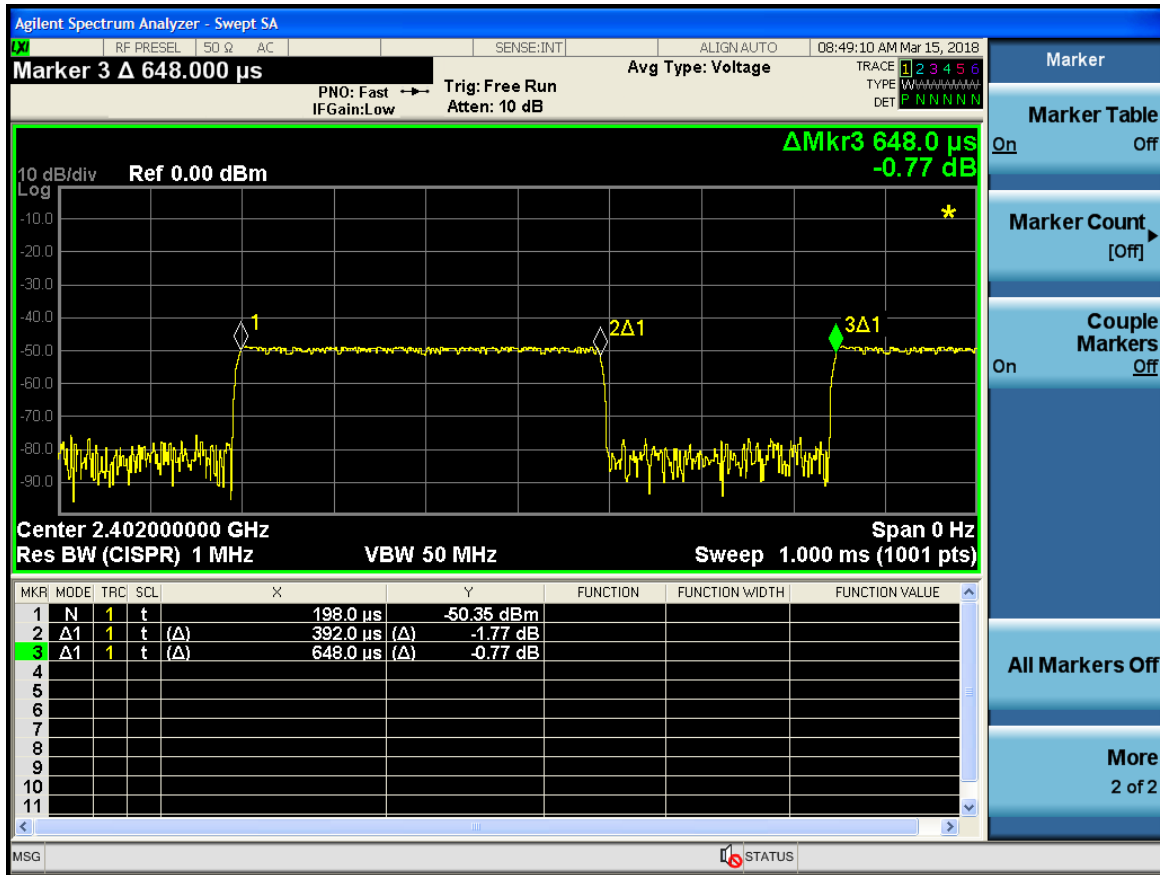 Agilent Spectrum Analyzer - Swept SA
LXI RF PRESEL 50 Ω AC SENSE:INT ALIGN AUTO 08:49:10 AM Mar 15, 2018
Marker 3 Δ 648.000 μs
PNO: Fast
IFGain:Low
Trig: Free Run
Atten: 10 dB
Avg Type: Voltage
TRACE 1 2 3 4 5 6
TYPE WWWWWW
DET P N N N N N
ΔMkr3 648.0 μs
-0.77 dB
10 dB/div Ref 0.00 dBm
Log
-10.0
-20.0
-30.0
-40.0
-50.0
-60.0
-70.0
-80.0
-90.0
*
1
2Δ1
3Δ1
Center 2.402000000 GHz Span 0 Hz
Res BW (CISPR) 1 MHz VBW 50 MHz Sweep 1.000 ms (1001 pts)
MKR MODE TRC SCL X Y FUNCTION FUNCTION WIDTH FUNCTION VALUE
1 N 1 t 198.0 μs -50.35 dBm
2 Δ1 1 t (Δ) 392.0 μs (Δ) -1.77 dB
3 Δ1 1 t (Δ) 648.0 μs (Δ) -0.77 dB
4
5
6
7
8
9
10
11
MSG STATUS
Marker
Marker Table
On Off
Marker Count
[Off]
Couple
Markers
On Off
All Markers Off
More
2 of 2